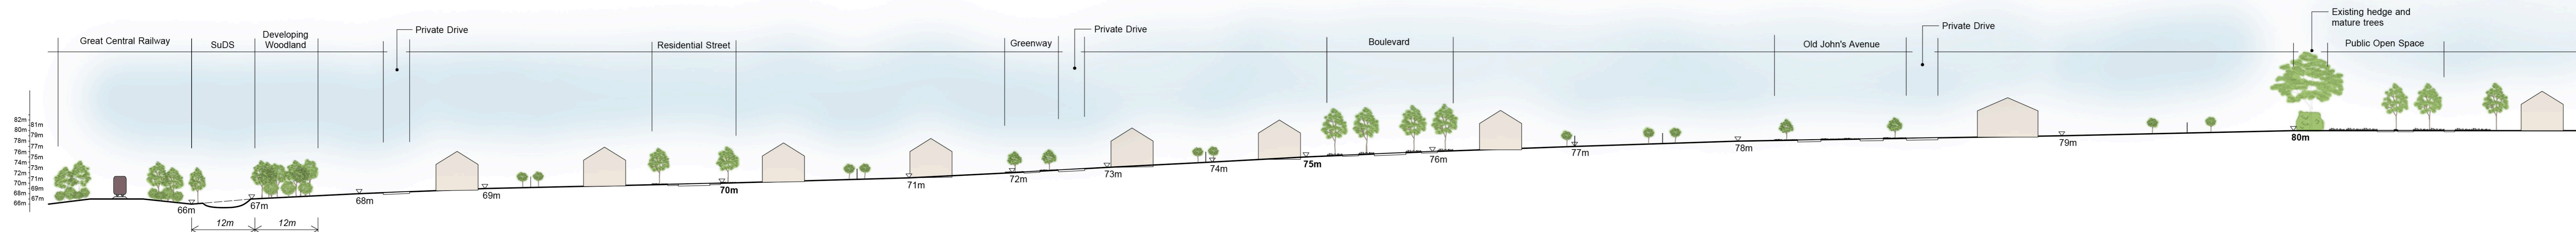 Great Central Railway
SuDS
Developing
Woodland
Private Drive
Residential Street
Greenway
Private Drive
Boulevard
Old John's Avenue
Private Drive
Existing hedge and
mature trees
Public Open Space
82m
81m
80m
79m
78m
77m
76m
75m
74m
73m
72m
71m
70m
69m
68m
67m
66m
66m
67m
68m
69m
70m
71m
72m
73m
74m
75m
76m
77m
78m
79m
80m
12m
12m